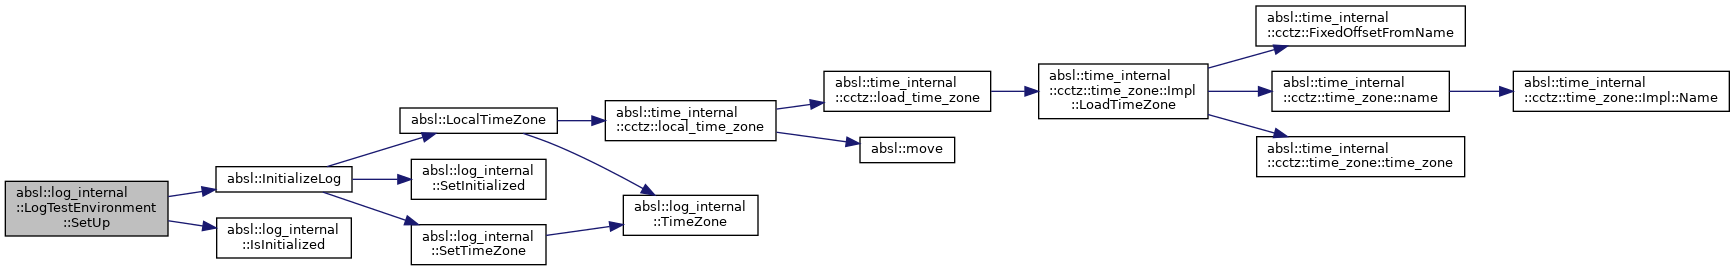 absl::log_internal
::LogTestEnvironment
::SetUp
absl::InitializeLog
absl::log_internal
::IsInitialized
absl::LocalTimeZone
absl::log_internal
::SetInitialized
absl::log_internal
::SetTimeZone
absl::time_internal
::cctz::local_time_zone
absl::log_internal
::TimeZone
absl::time_internal
::cctz::load_time_zone
absl::move
absl::time_internal
::cctz::time_zone::Impl
::LoadTimeZone
absl::time_internal
::cctz::FixedOffsetFromName
absl::time_internal
::cctz::time_zone::name
absl::time_internal
::cctz::time_zone::time_zone
absl::time_internal
::cctz::time_zone::Impl::Name